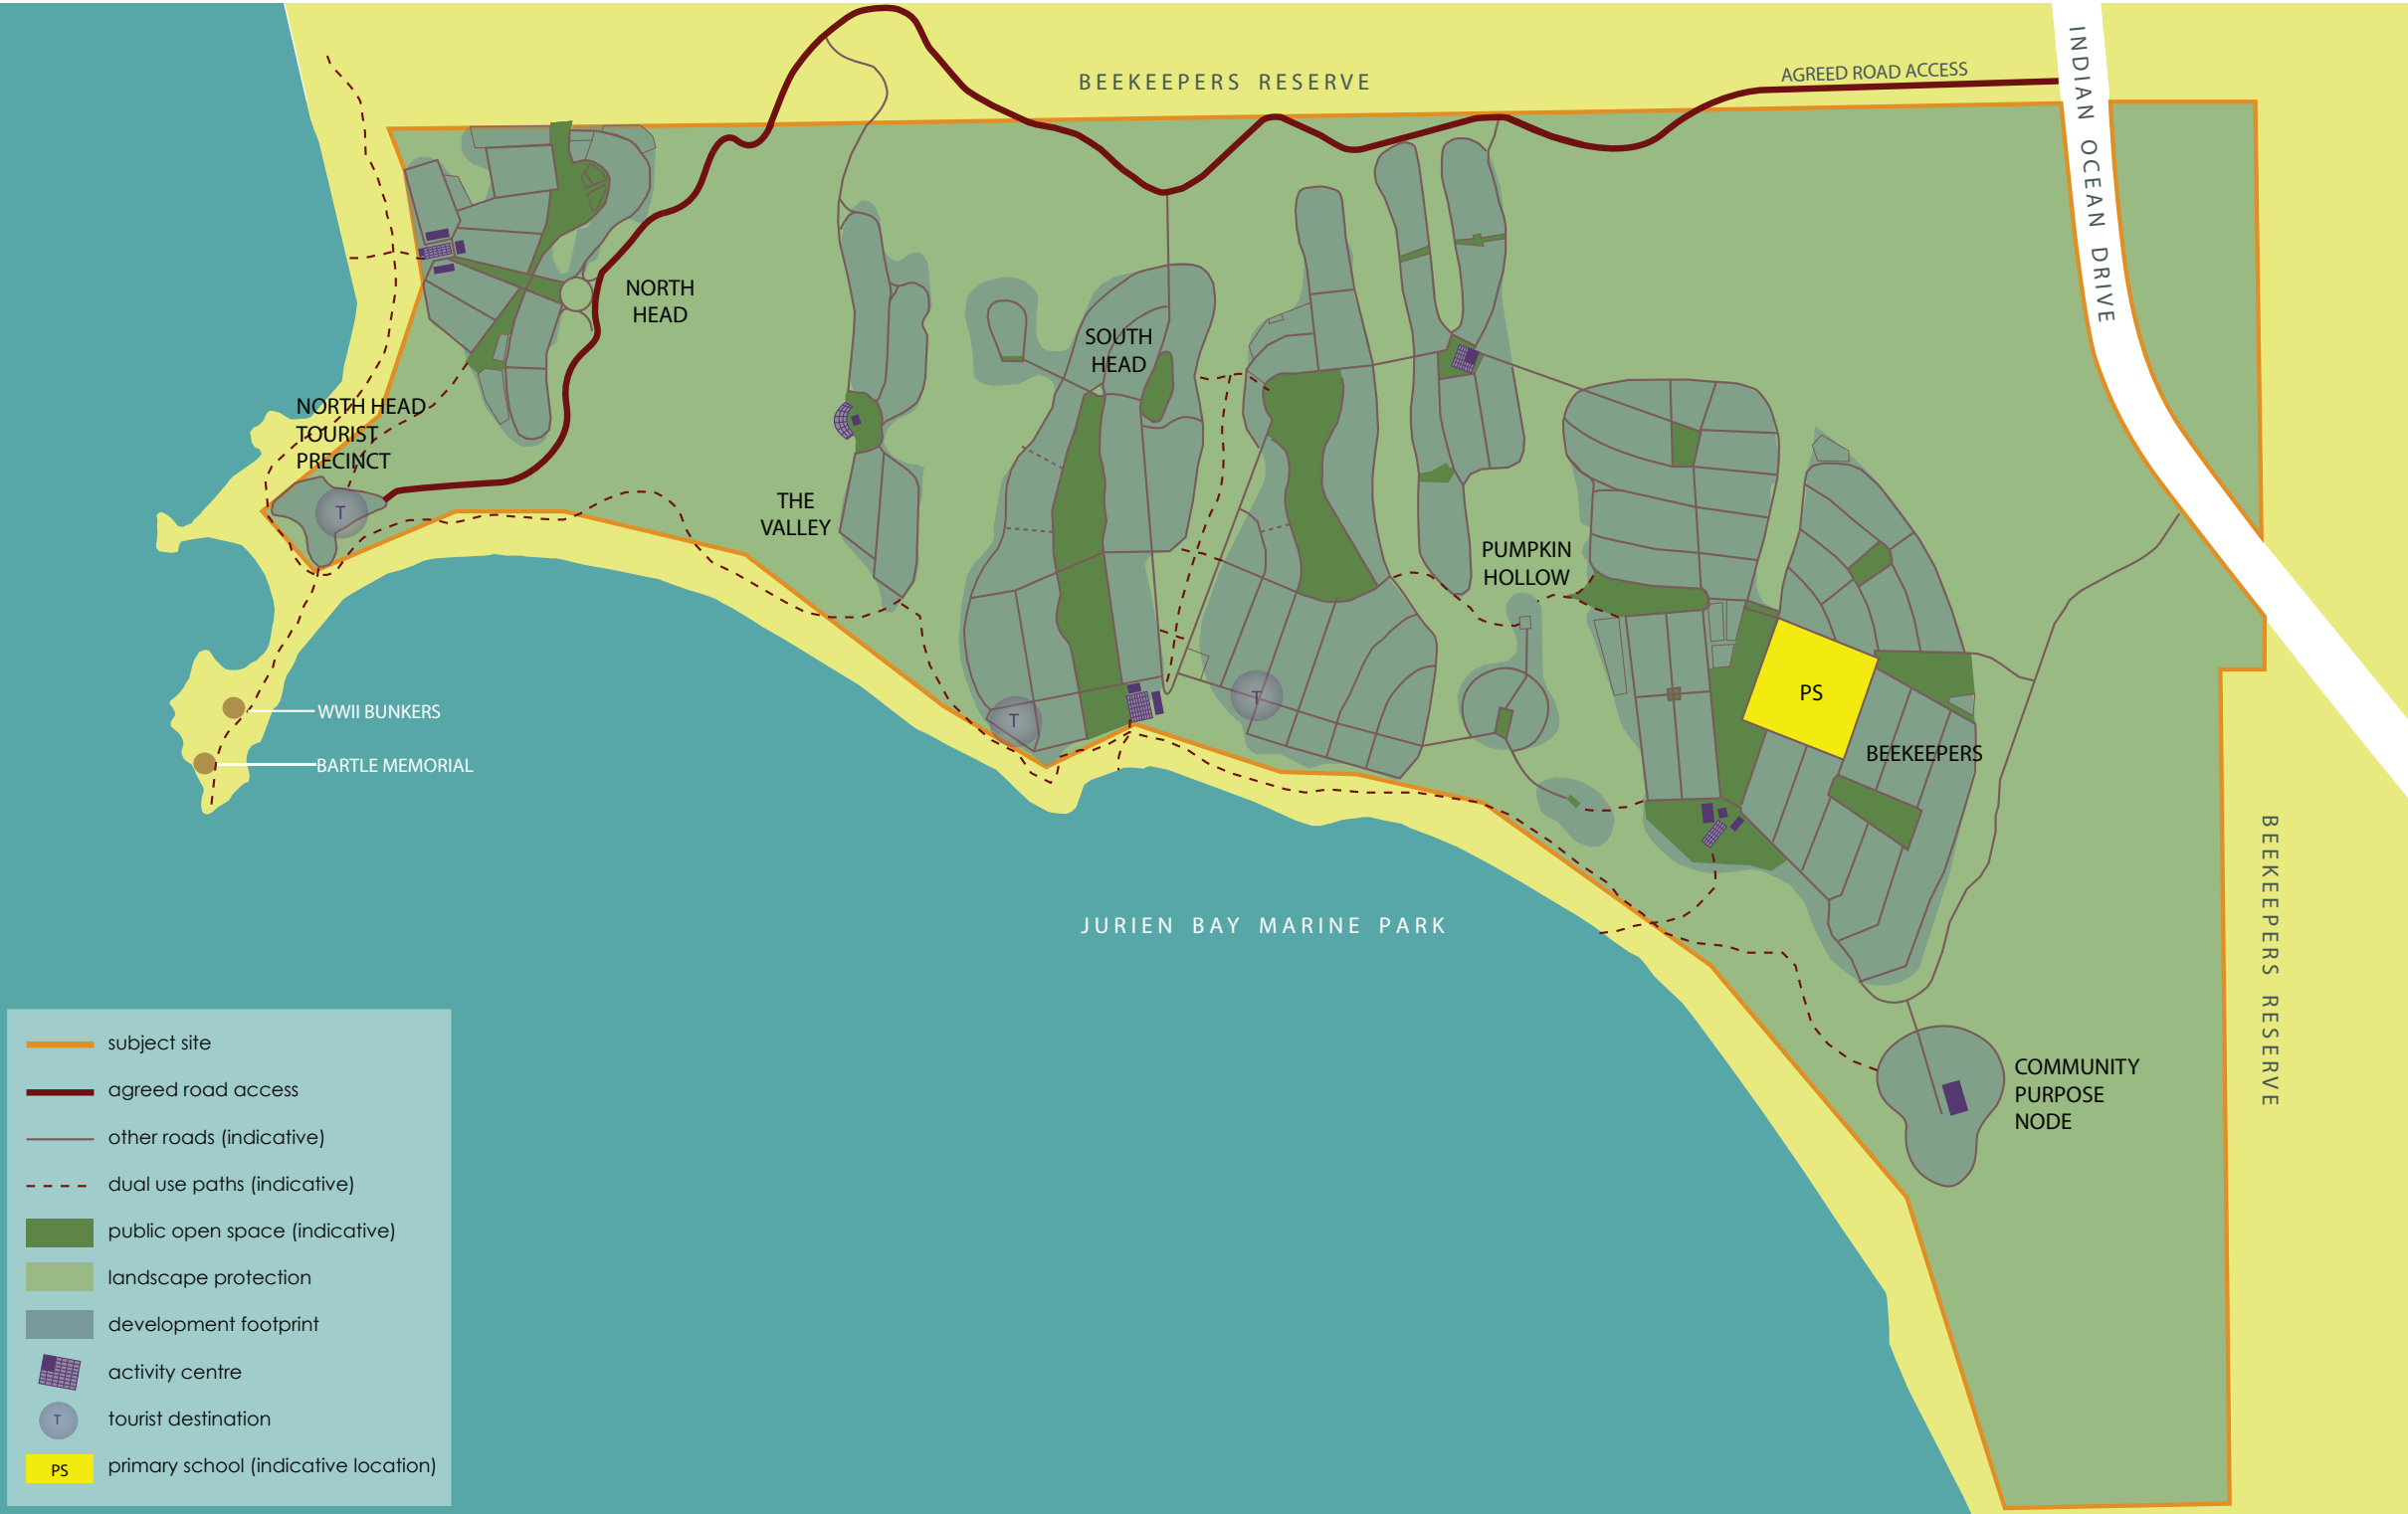 INDIAN OCEAN DRIVE
AGREED ROAD ACCESS
BEEKEEPERS RESERVE
NORTH
HEAD
SOUTH
HEAD
NORTH HEAD
TOURIST
PRECINCT
T
THE
VALLEY
PUMPKIN
HOLLOW
T
T
PS
BEEKEEPERS
WWII BUNKERS
BARTLE MEMORIAL
BEEKEEPERS RESERVE
JURIEN BAY MARINE PARK
COMMUNITY
PURPOSE
NODE
subject site
agreed road access
other roads (indicative)
dual use paths (indicative)
public open space (indicative)
landscape protection
development footprint
activity centre
T tourist destination
PS primary school (indicative location)